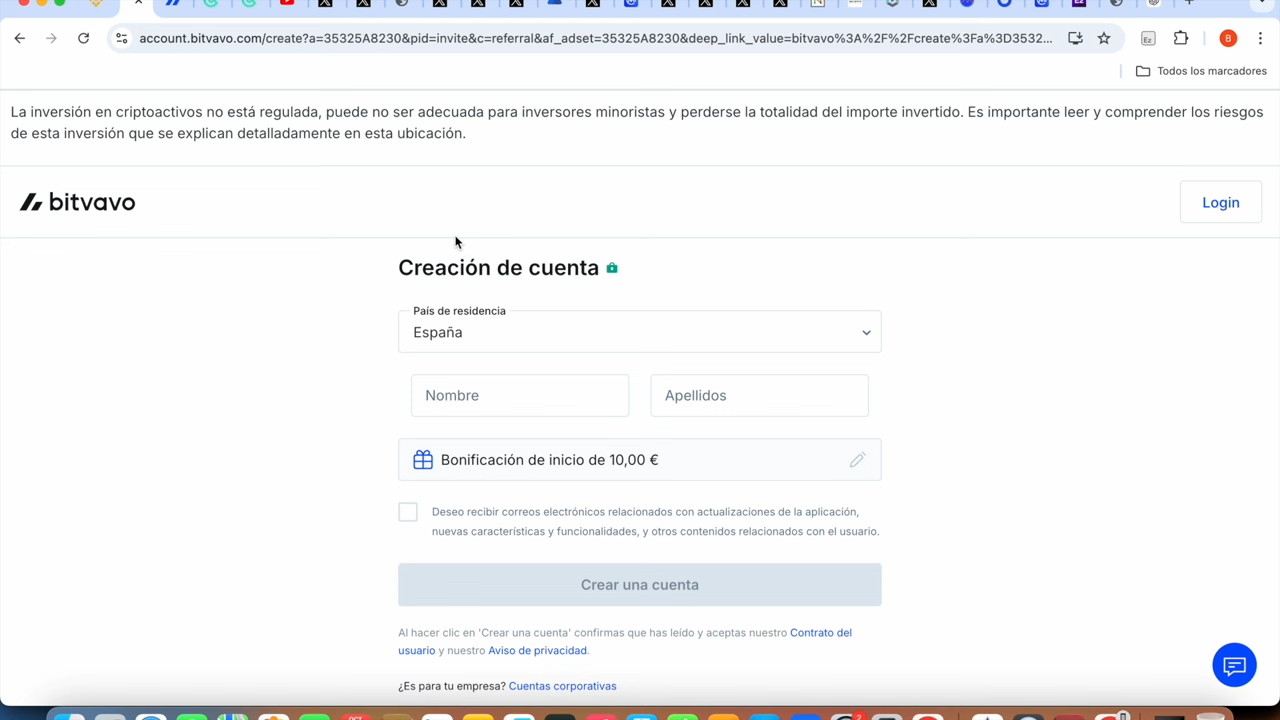 account.bitvavo.com/create?a=35325A8230&pid=invite&c=referral&af_adset=35325A8230&deep_link_value=bitvavo%3A%2F%2Fcreate%3Fa%3D3532...
Ez
B
Todos los marcadores
La inversión en criptoactivos no está regulada, puede no ser adecuada para inversores minoristas y perderse la totalidad del importe invertido. Es importante leer y comprender los riesgos
de esta inversión que se explican detalladamente en esta ubicación.
bitvavo
Login
Creación de cuenta
País de residencia
España
Nombre
Apellidos
Bonificación de inicio de 10,00 €
Deseo recibir correos electrónicos relacionados con actualizaciones de la aplicación,
nuevas características y funcionalidades, y otros contenidos relacionados con el usuario.
Crear una cuenta
Al hacer clic en 'Crear una cuenta' confirmas que has leído y aceptas nuestro Contrato del
usuario y nuestro Aviso de privacidad.
¿Es para tu empresa? Cuentas corporativas